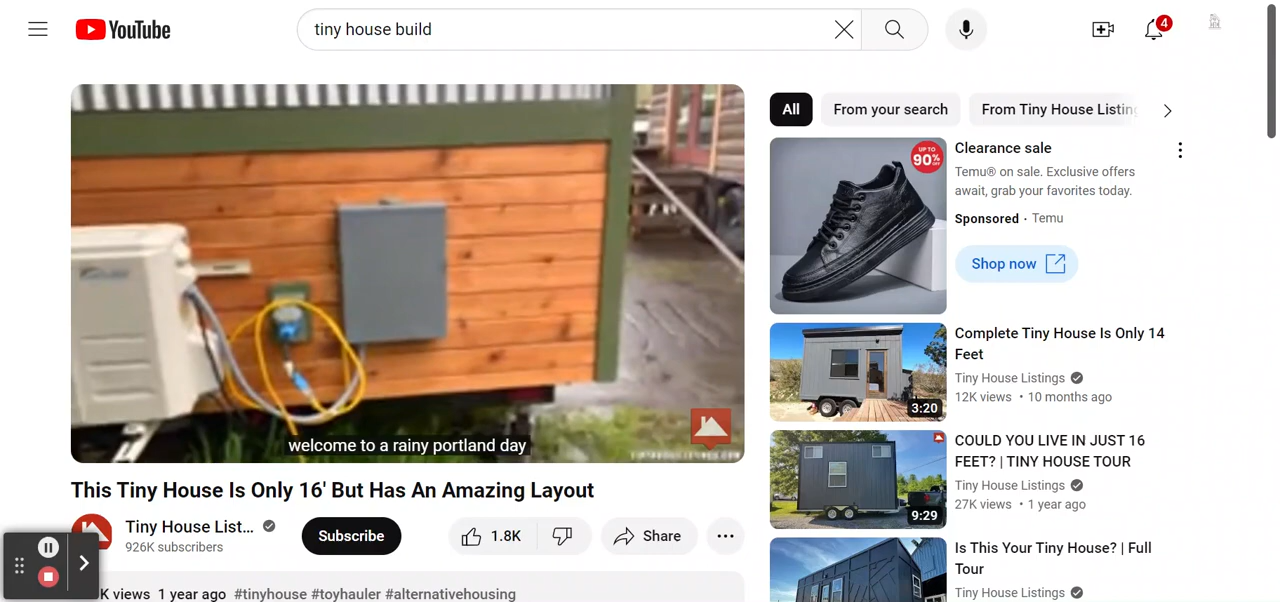 YouTube
tiny house build
4
All
From your search
From Tiny House Listing
UP TO
90%
OFF
Clearance sale
Temu® on sale. Exclusive offers
await, grab your favorites today.
Sponsored · Temu
Shop now
Complete Tiny House Is Only 14
Feet
Tiny House Listings
12K views • 10 months ago
3:20
COULD YOU LIVE IN JUST 16
FEET? | TINY HOUSE TOUR
Tiny House Listings
27K views • 1 year ago
9:29
Is This Your Tiny House? | Full
Tour
Tiny House Listings
welcome to a rainy portland day
This Tiny House Is Only 16' But Has An Amazing Layout
Tiny House List...
926K subscribers
Subscribe
1.8K
Share
K views 1 year ago #tinyhouse #toyhauler #alternativehousing